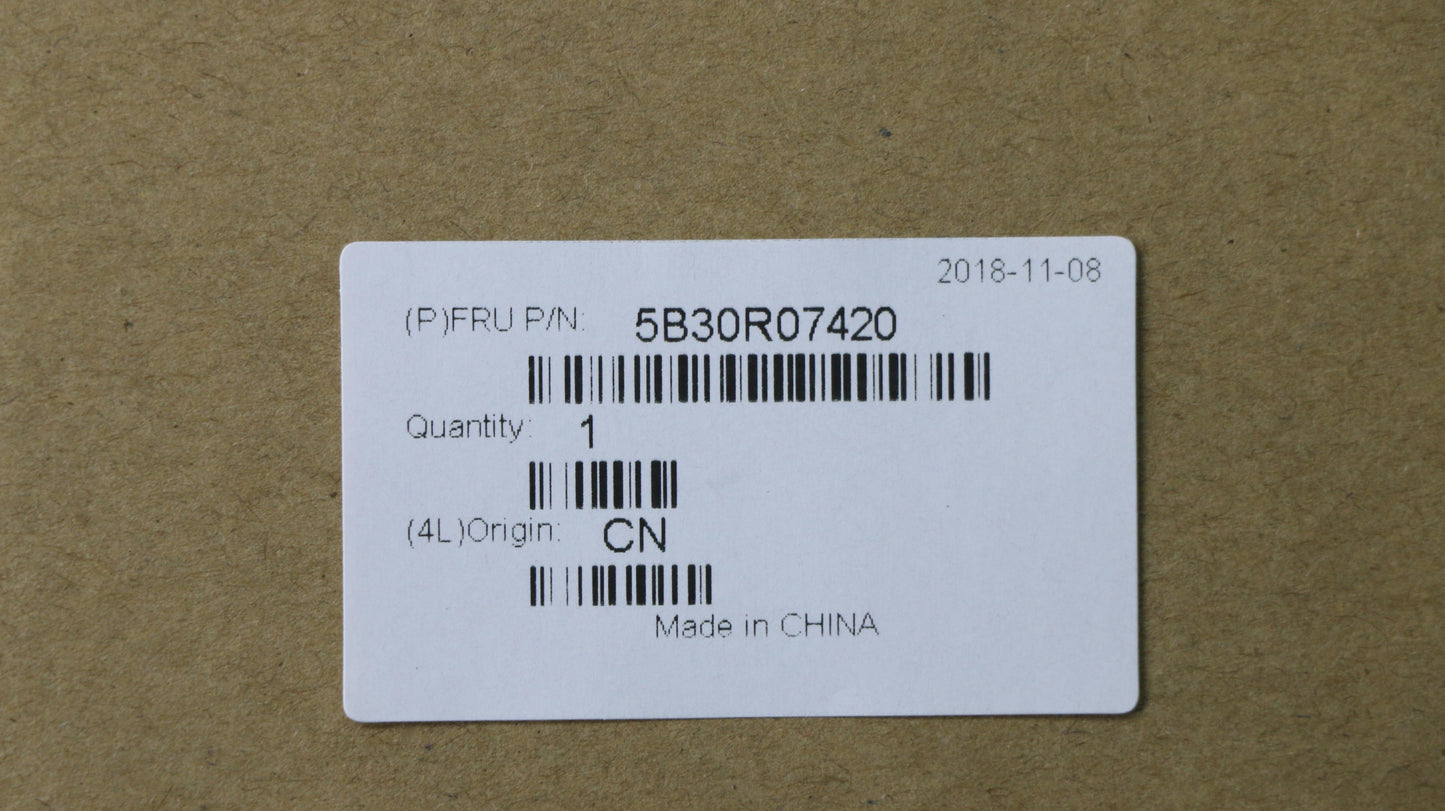 2018-11-08
(P)FRU P/N: 5B30R07420
Quantity: 1
(4L)Origin: CN
Made in CHINA